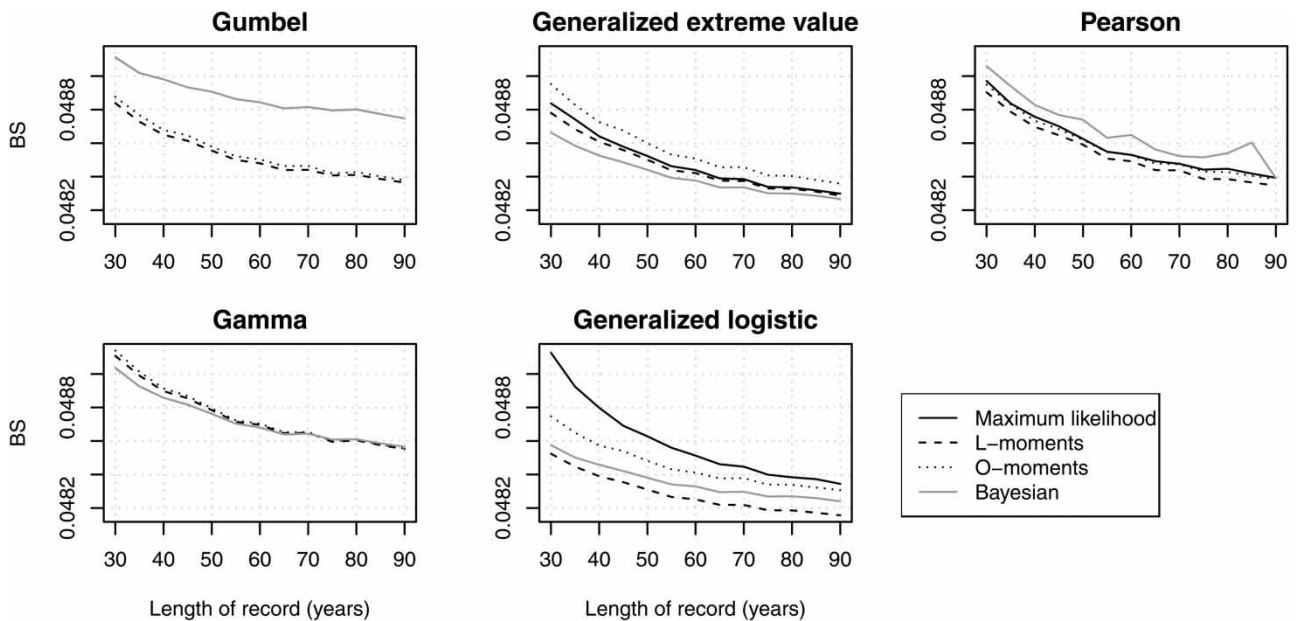 Gumbel
Generalized extreme value
Pearson
BS
0.0488
0.0482
0.0488
0.0482
0.0488
0.0482
30 40 50 60 70 80 90
30 40 50 60 70 80 90
30 40 50 60 70 80 90
Gamma
Generalized logistic
BS
0.0488
0.0482
0.0488
0.0482
30 40 50 60 70 80 90
30 40 50 60 70 80 90
Length of record (years)
Length of record (years)
Maximum likelihood
L-moments
O-moments
Bayesian